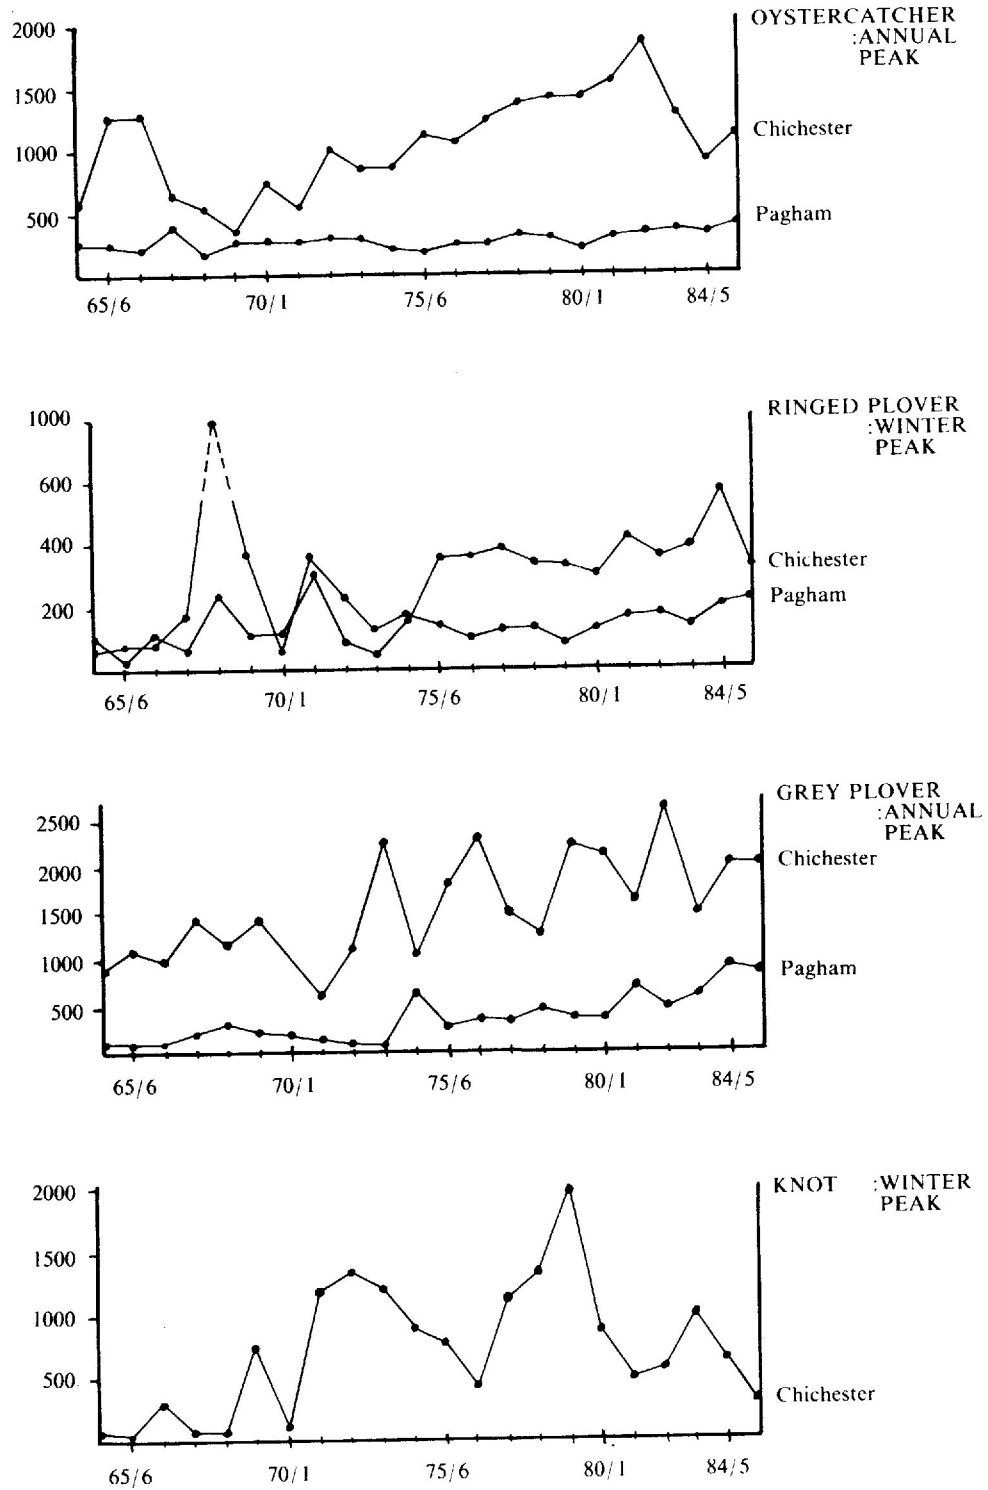 OYSTERCATCHER
:ANNUAL
PEAK
2000
1500
1000
500
Chichester
Pagham
65/6 70/1 75/6 80/1 84/5
RINGED PLOVER
:WINTER
PEAK
1000
600
400
200
Chichester
Pagham
65/6 70/1 75/6 80/1 84/5
GREY PLOVER
:ANNUAL
PEAK
2500
2000
1500
1000
500
Chichester
Pagham
65/6 70/1 75/6 80/1 84/5
KNOT :WINTER
PEAK
2000
1500
1000
500
Chichester
65/6 70/1 75/6 80/1 84/5